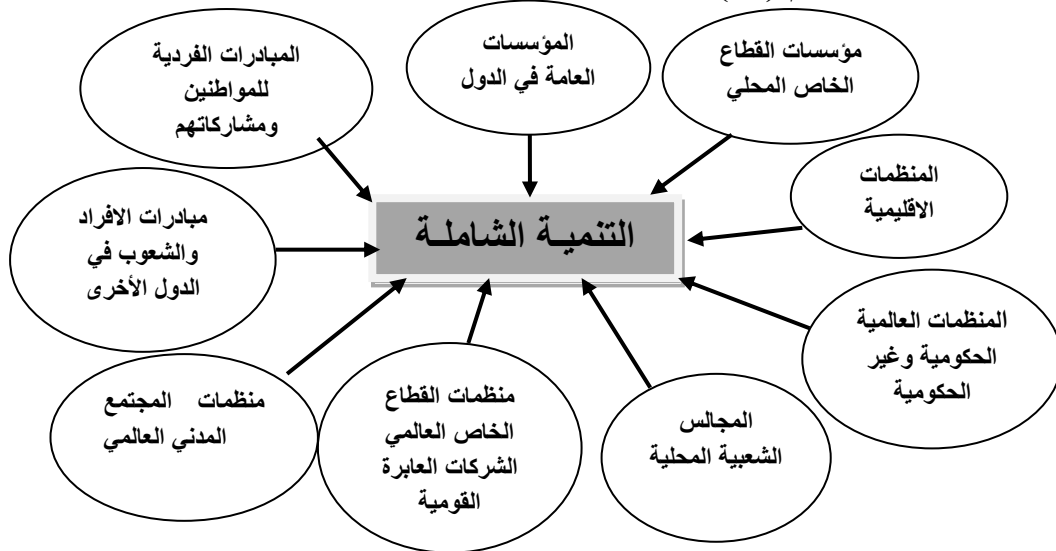 مؤسسات القطاع
الخاص المحلي
المؤسسات
العامة في الدول
المبادرات الفردية
للمواطنين
ومشاركاتهم
المنظمات
الاقليمية
التنميــة الشاملــة
مبادرات الافراد
والشعوب في
الدول الأخرى
المنظمات العالمية
الحكومية وغير
الحكومية
المجالس
الشعبية المحلية
منظمات القطاع
الخاص العالمي
الشركات العابرة
القومية
منظمات المجتمع
المدني العالمي